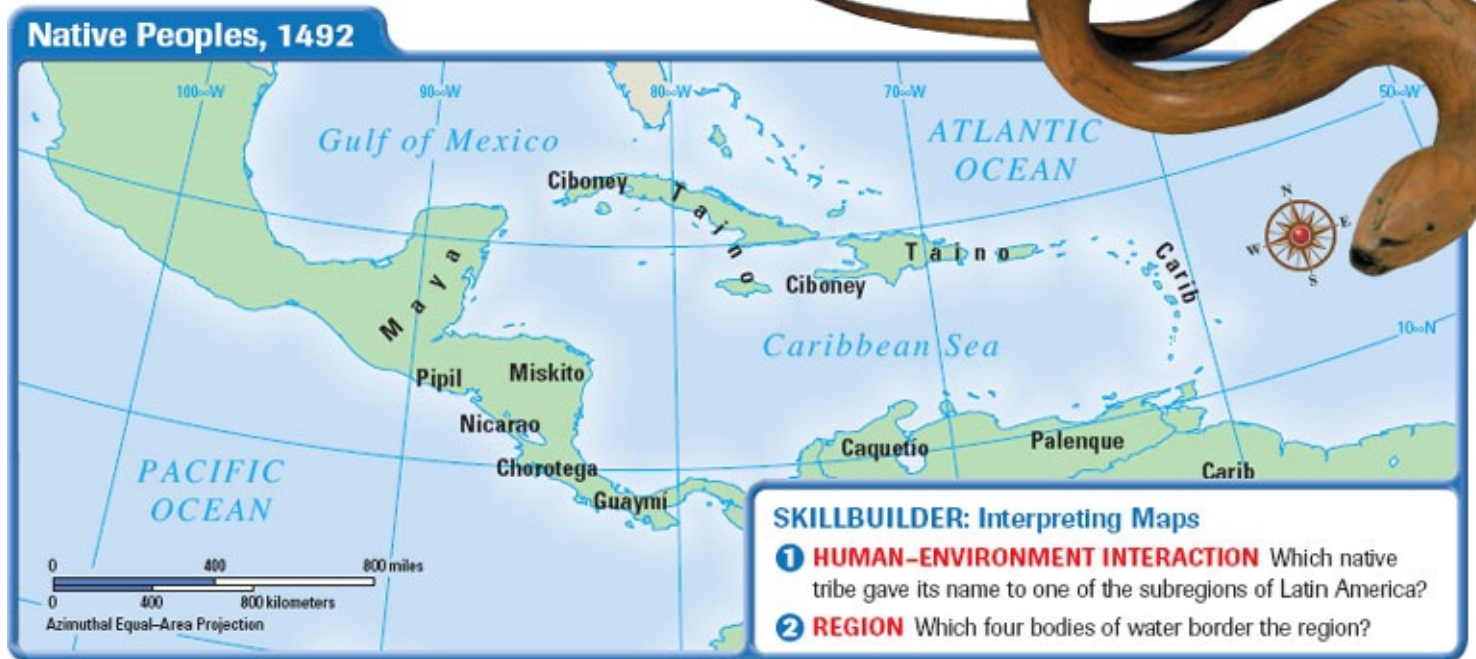 Native Peoples, 1492
100∞W
90∞W
80∞W
70∞W
50∞W
Gulf of Mexico
ATLANTIC
OCEAN
Ciboney
Taino
N
W
E
S
Taino
Ciboney
Carib
Maya
Caribbean Sea
10∞N
Pipil
Miskito
Nicarao
Caquetío
Palenque
Chorotega
Carib
PACIFIC
OCEAN
Guaymí
0 400 800 miles
0 400 800 kilometers
Azimuthal Equal–Area Projection
SKILLBUILDER: Interpreting Maps
1 HUMAN–ENVIRONMENT INTERACTION Which native
tribe gave its name to one of the subregions of Latin America?
2 REGION Which four bodies of water border the region?